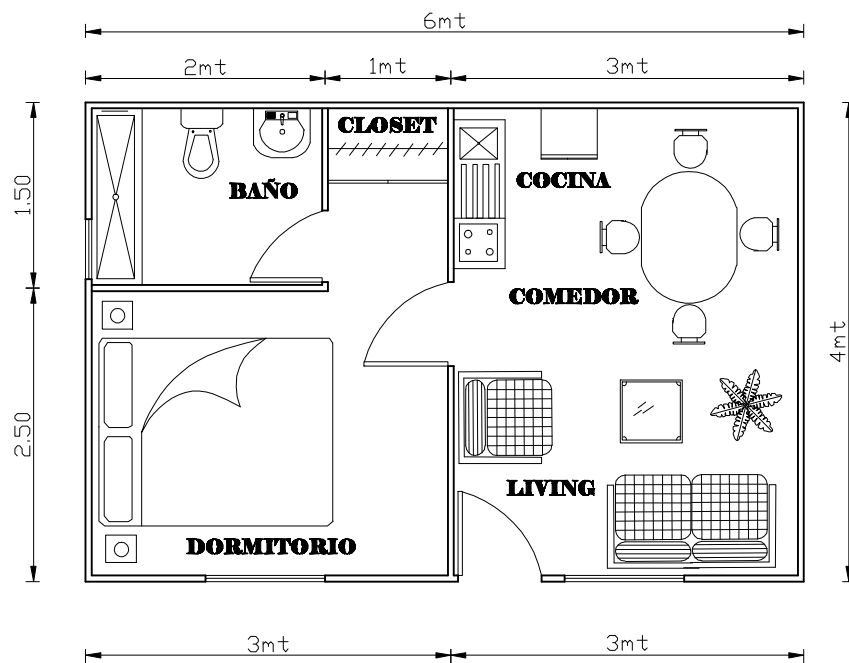 6mt
2mt
1mt
3mt
CLOSET
COCINA
BAÑO
1.50
COMEDOR
4mt
2.50
LIVING
DORMITORIO
3mt
3mt